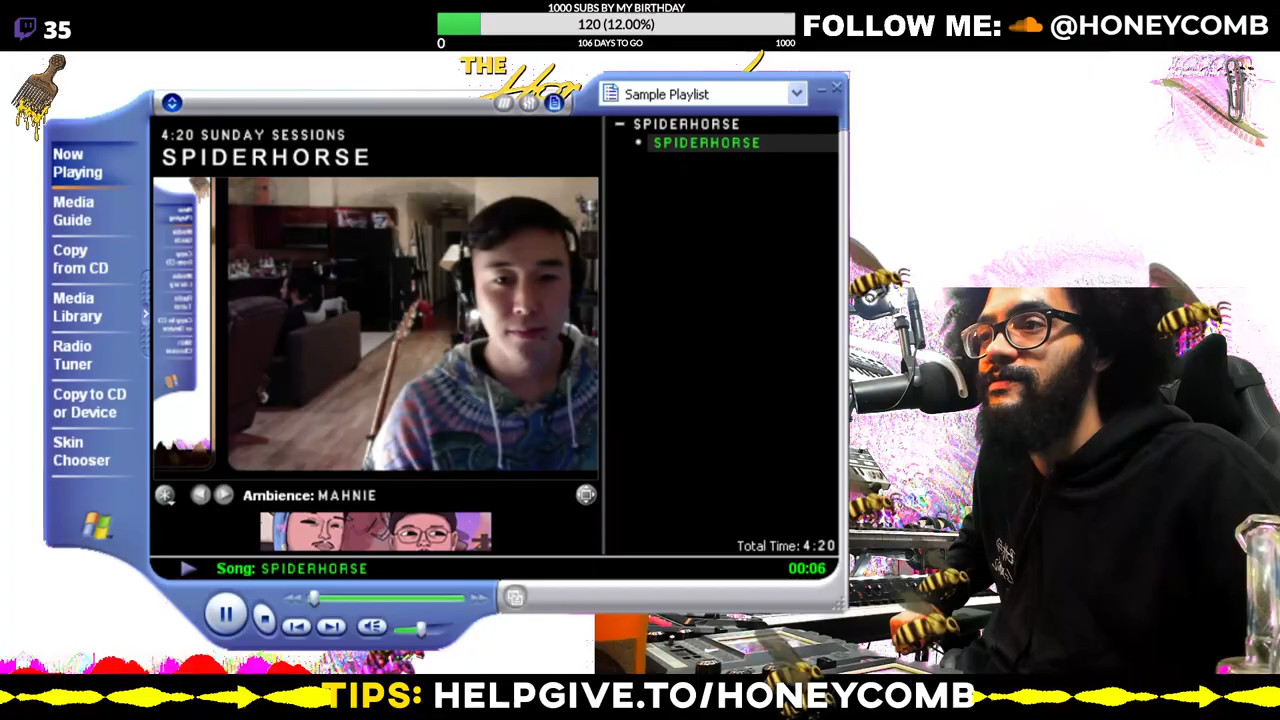 35
1000 SUBS BY MY BIRTHDAY
120 (12.00%)
0
106 DAYS TO GO
1000
FOLLOW ME: @HONEYCOMB
THE
Sample Playlist
4:20 SUNDAY SESSIONS
SPIDERHORSE
SPIDERHORSE
SPIDERHORSE
Now
Playing
Media
Guide
Copy
from CD
Media
Library
Radio
Tuner
Copy to CD
or Device
Skin
Chooser
Ambience: MAHNIE
Total Time: 4:20
Song: SPIDERHORSE
00:06
TIPS: HELPGIVE.TO/HONEYCOMB